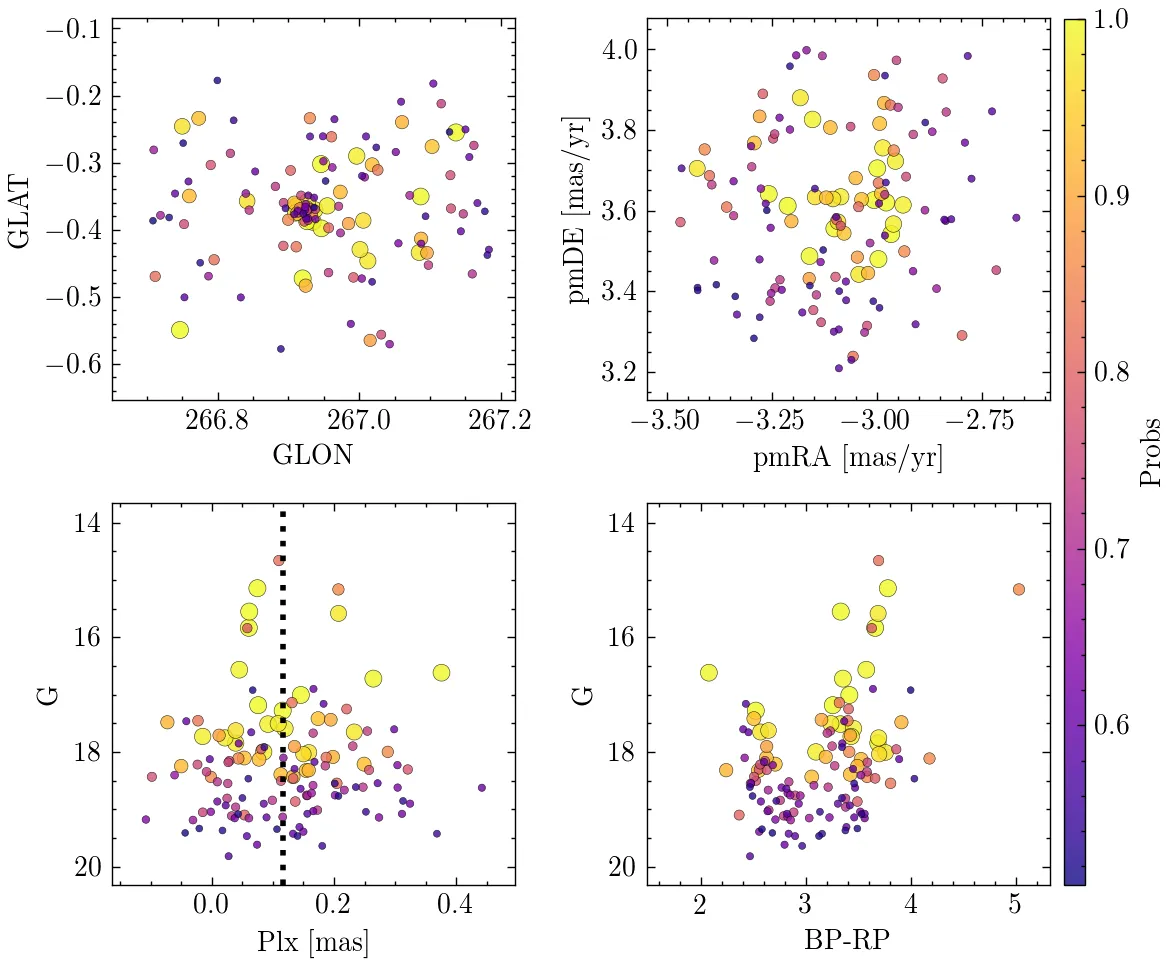 −0.1
−0.2
−0.3
−0.4
−0.5
−0.6
GLAT
266.8 267.0 267.2
GLON
4.0
3.8
3.6
3.4
3.2
pmDE [mas/yr]
−3.50 −3.25 −3.00 −2.75
pmRA [mas/yr]
14
16
18
20
G
0.0 0.2 0.4
Plx [mas]
14
16
18
20
G
2 3 4 5
BP-RP
1.0
0.9
0.8
0.7
0.6
Probs